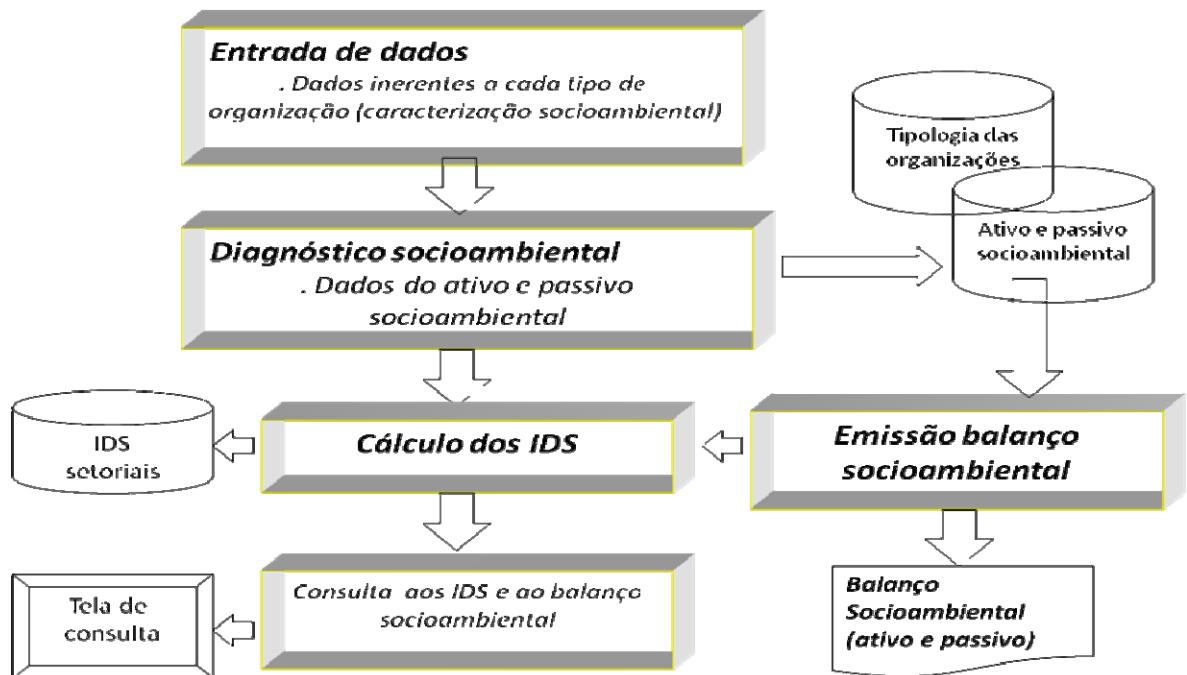 Entrada de dados
. Dados inerentes a cada tipo de
organização (caracterização socioambiental)
Tipologia das
organizações
Diagnóstico socioambiental
. Dados do ativo e passivo
socioambiental
Ativo e passivo
socioambiental
IDS
setoriais
Cálculo dos IDS
Emissão balanço
socioambiental
Tela de
consulta
Consulta aos IDS e ao balanço
socioambiental
Balanço
Socioambiental
(ativo e passivo)